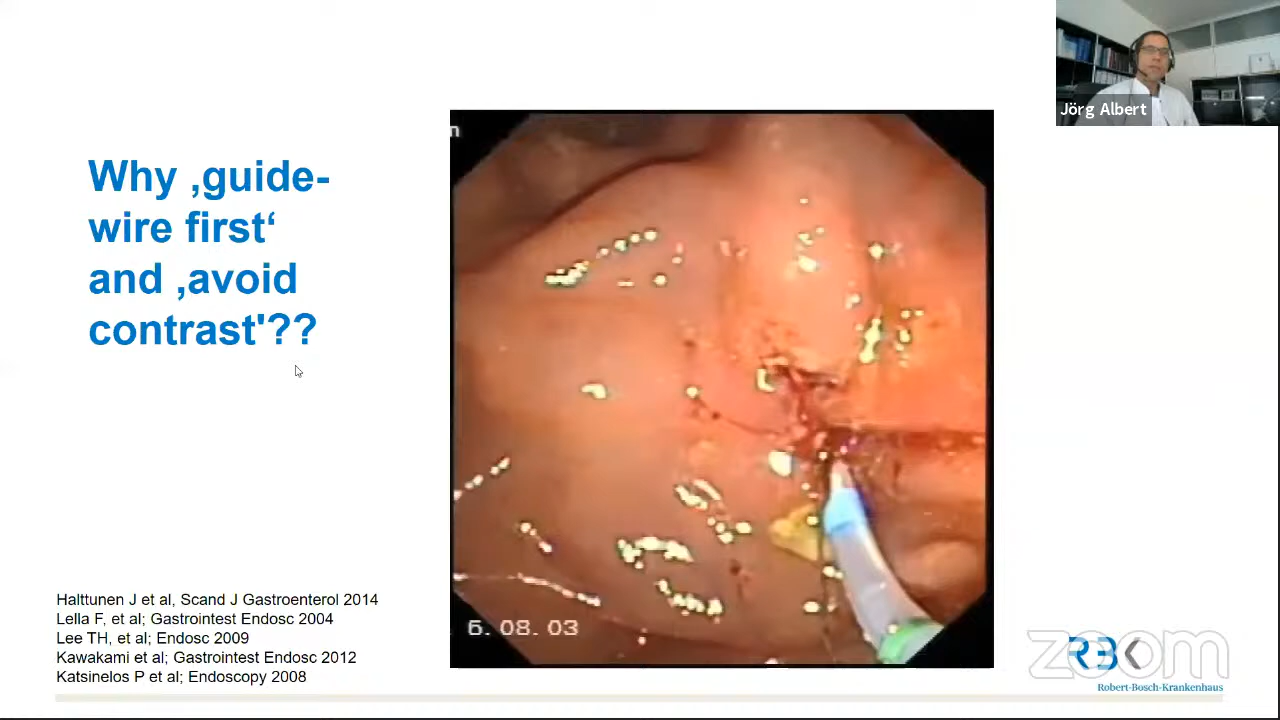 Jörg Albert
n
Why ‚guide-
wire first‘
and ‚avoid
contrast'??
6.08.03
Halttunen J et al, Scand J Gastroenterol 2014
Lella F, et al; Gastrointest Endosc 2004
Lee TH, et al; Endosc 2009
Kawakami et al; Gastrointest Endosc 2012
Katsinelos P et al; Endoscopy 2008
zoom
RBK
Robert-Bosch-Krankenhaus